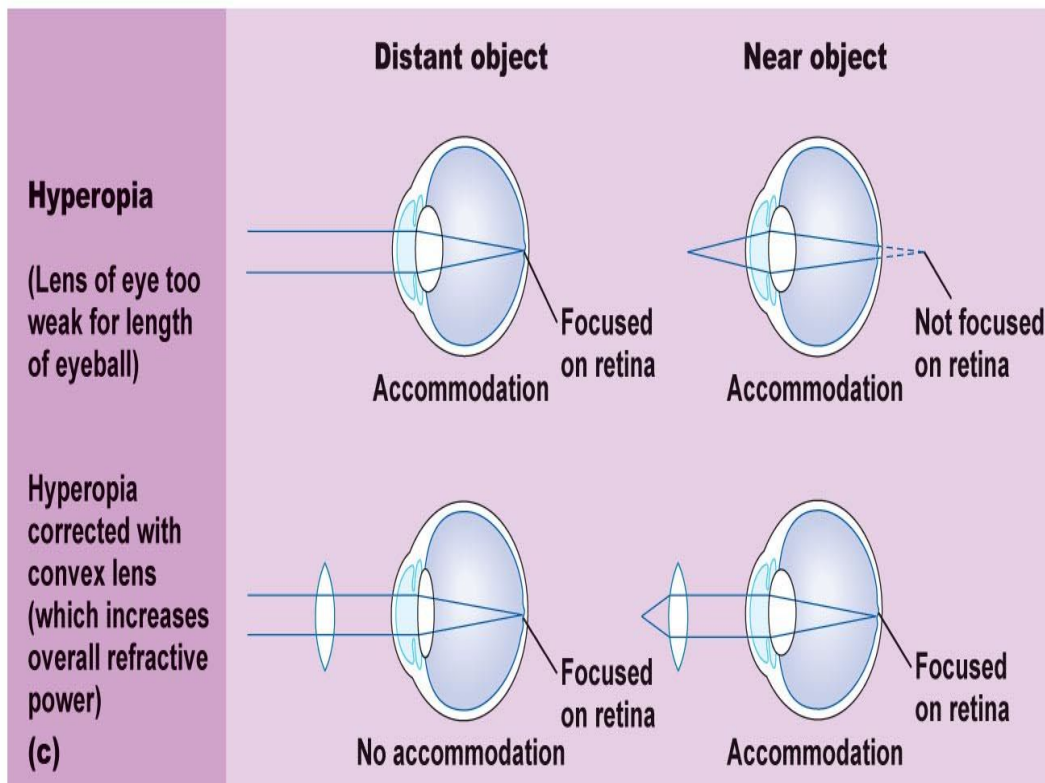 Distant object
Near object
Hyperopia
(Lens of eye too
weak for length
of eyeball)
Focused
on retina
Accommodation
Not focused
on retina
Accommodation
Hyperopia
corrected with
convex lens
(which increases
overall refractive
power)
(c)
Focused
on retina
No accommodation
Focused
on retina
Accommodation